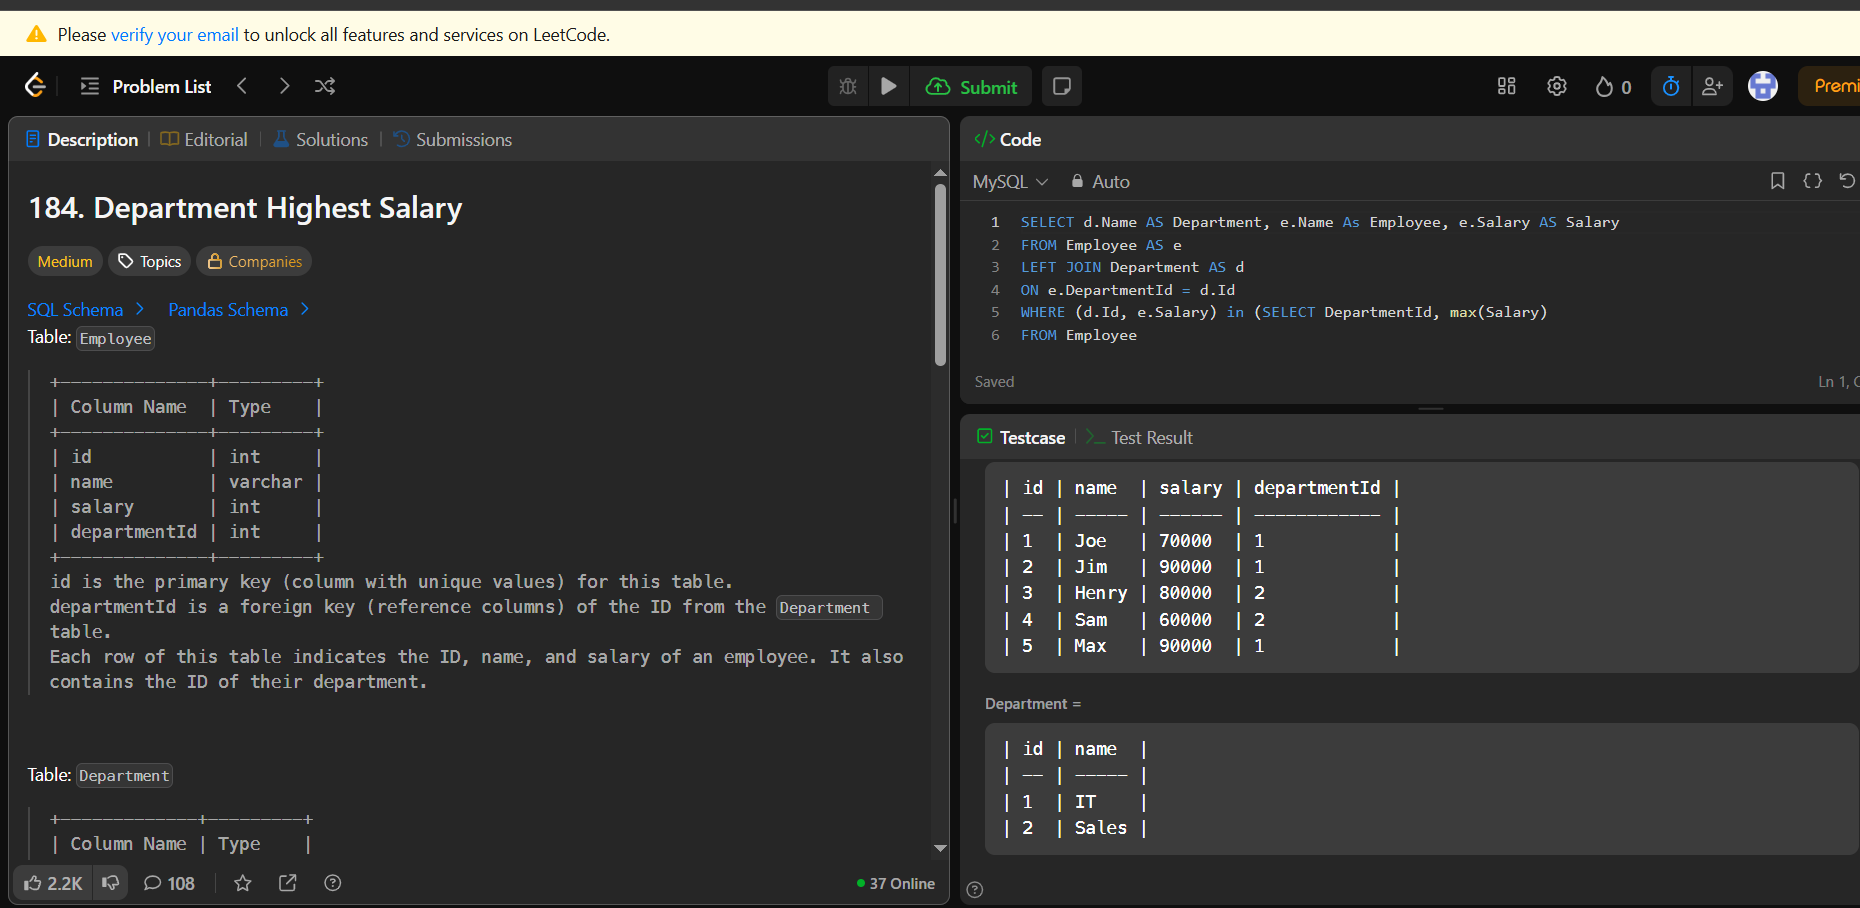 Please verify your email to unlock all features and services on LeetCode.
Problem List
Submit
0
Premi
Description
Editorial
Solutions
Submissions
184. Department Highest Salary
Medium
Topics
Companies
SQL Schema
Pandas Schema
Table: Employee
+--------------+---------+
| Column Name  | Type    |
+--------------+---------+
| id           | int     |
| name         | varchar |
| salary       | int     |
| departmentId | int     |
+--------------+---------+
id is the primary key (column with unique values) for this table.
departmentId is a foreign key (reference columns) of the ID from the Department
table.
Each row of this table indicates the ID, name, and salary of an employee. It also
contains the ID of their department.
Table: Department
+-------------+---------+
| Column Name | Type    |
2.2K
108
37 Online
</> Code
MySQL
Auto
1 SELECT d.Name AS Department, e.Name As Employee, e.Salary AS Salary
2 FROM Employee AS e
3 LEFT JOIN Department AS d
4 ON e.DepartmentId = d.Id
5 WHERE (d.Id, e.Salary) in (SELECT DepartmentId, max(Salary)
6 FROM Employee
Saved
Ln 1, C
Testcase
Test Result
| id | name  | salary | departmentId |
| -- | ----- | ------ | ------------ |
| 1  | Joe   | 70000  | 1            |
| 2  | Jim   | 90000  | 1            |
| 3  | Henry | 80000  | 2            |
| 4  | Sam   | 60000  | 2            |
| 5  | Max   | 90000  | 1            |
Department =
| id | name  |
| -- | ----- |
| 1  | IT    |
| 2  | Sales |